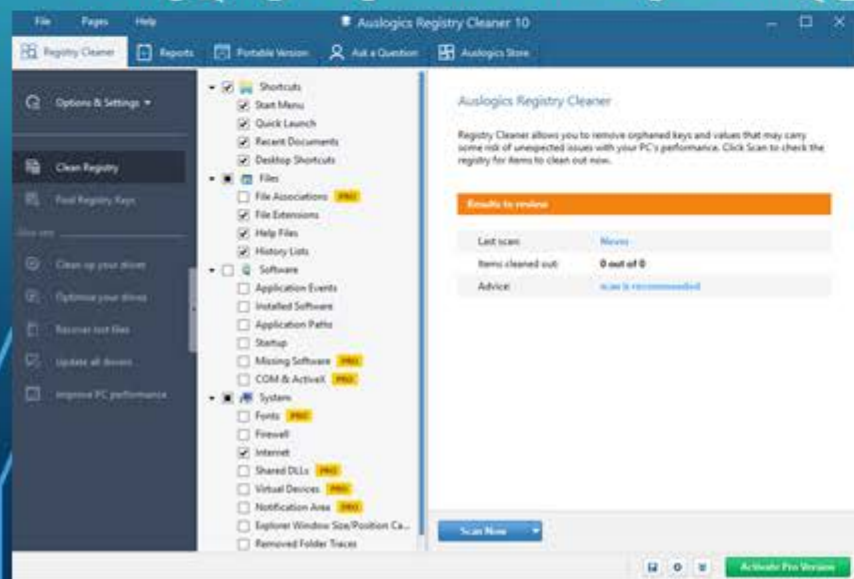 File Pages Help Auslogics Registry Cleaner 10
Registry Cleaner Reports Portable Version Ask a Question Auslogics Store
Options & Settings
Clean Registry
Find Registry Keys
Clean up your drives
Optimize your drives
Recover lost files
Update all drivers
Improve PC performance
Shortcuts
Start Menu
Quick Launch
Recent Documents
Desktop Shortcuts
Files
File Associations PRO
File Extensions
Help Files
History Lists
Software
Application Events
Installed Software
Application Paths
Startup
Missing Software PRO
COM & ActiveX PRO
System
Fonts PRO
Firewall
Internet
Shared DLLs PRO
Virtual Devices PRO
Notification Area PRO
Explorer Window Size/Position Ca...
Removed Folder Traces
Auslogics Registry Cleaner
Registry Cleaner allows you to remove orphaned keys and values that may carry
some risk of unexpected issues with your PC's performance. Click Scan to check the
registry for items to clean out now.
Results to review
Last scan: Never
Items cleaned out: 0 out of 0
Advice: scan is recommended
Scan Now
Activate Pro Version